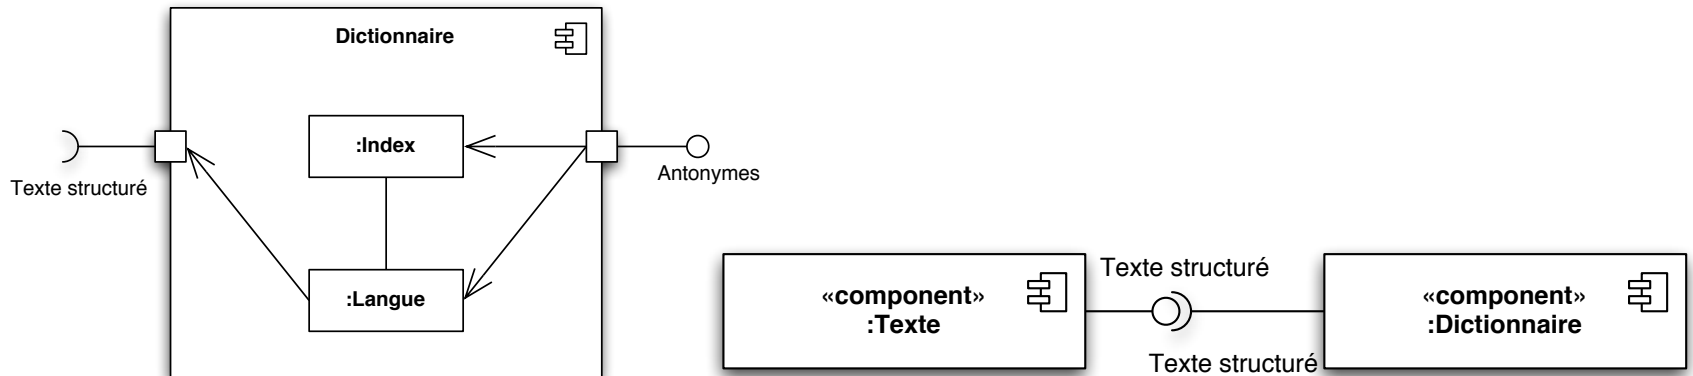 Dictionnaire
:Index
Texte structuré
Antonymes
:Langue
Texte structuré
«component»
:Texte
«component»
:Dictionnaire
Texte structuré